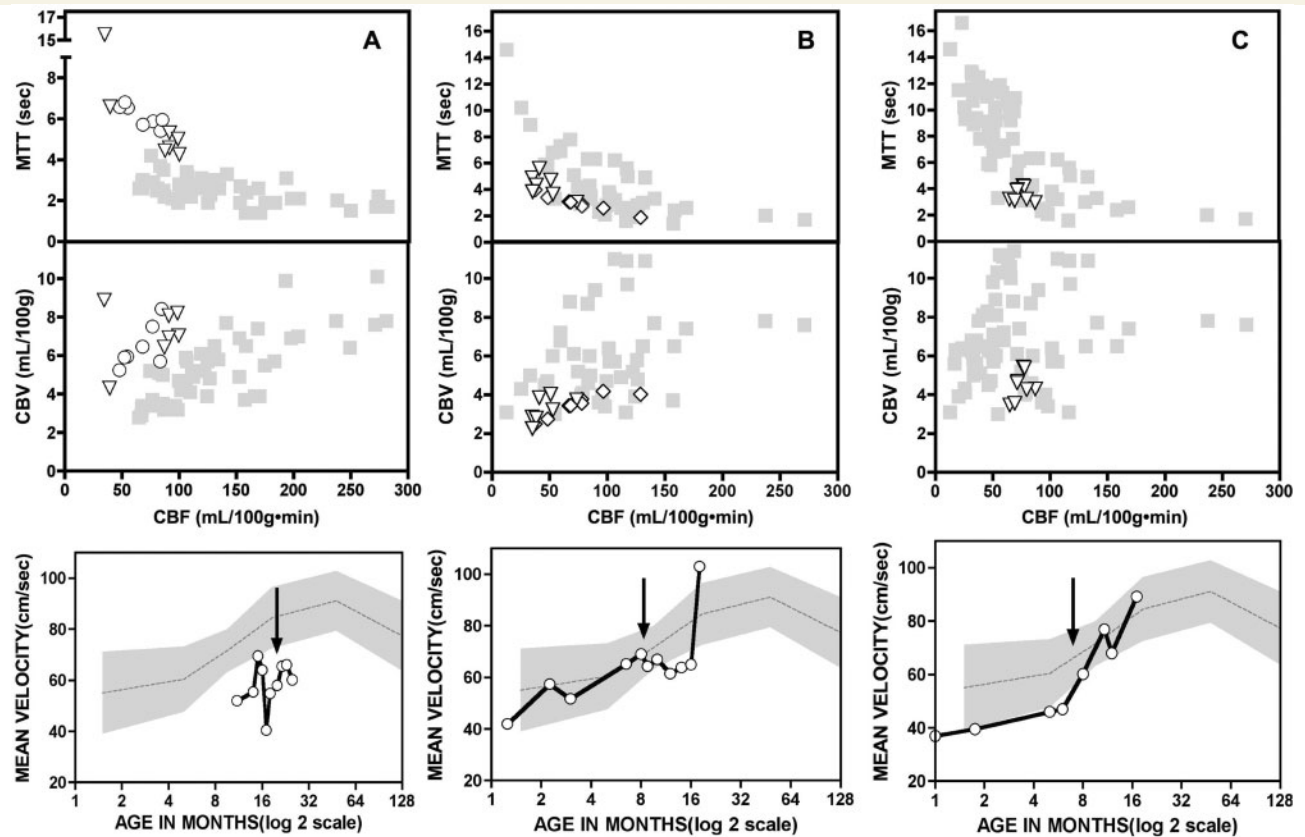 A
17
15
8
6
4
2
0
MTT (sec)
10
8
6
4
2
0
CBV (mL/100g)
0 50 100 150 200 250 300
CBF (mL/100g•min)
B
16
14
12
10
8
6
4
2
0
MTT (sec)
10
8
6
4
2
0
CBV (mL/100g)
0 50 100 150 200 250 300
CBF (mL/100g•min)
C
16
14
12
10
8
6
4
2
0
MTT (sec)
10
8
6
4
2
0
CBV (mL/100g)
0 50 100 150 200 250 300
CBF (mL/100g•min)
100
80
60
40
20
MEAN VELOCITY(cm/sec)
1 2 4 8 16 32 64 128
AGE IN MONTHS(log 2 scale)
100
80
60
40
20
MEAN VELOCITY(cm/sec)
1 2 4 8 16 32 64 128
AGE IN MONTHS(log 2 scale)
100
80
60
40
20
MEAN VELOCITY(cm/sec)
1 2 4 8 16 32 64 128
AGE IN MONTHS(log 2 scale)